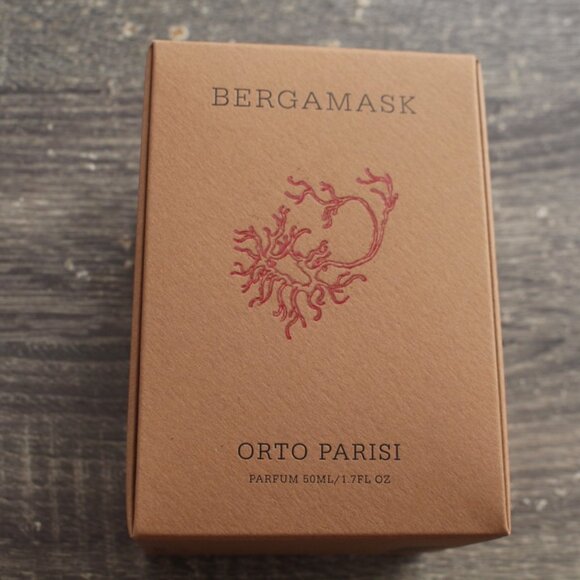 BERGAMASK
ORTO PARISI
PARFUM 50ML/1.7FL OZ